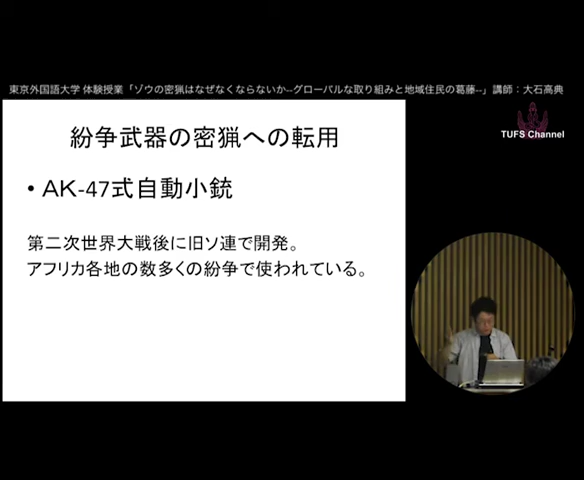 東京外国語大学 体験授業「ゾウの密猟はなぜなくならないか--グローバルな取り組みと地域住民の葛藤--」講師：大石高典
TUFS Channel
紛争武器の密猟への転用
• AK-47式自動小銃
第二次世界大戦後に旧ソ連で開発。
アフリカ各地の数多くの紛争で使われている。